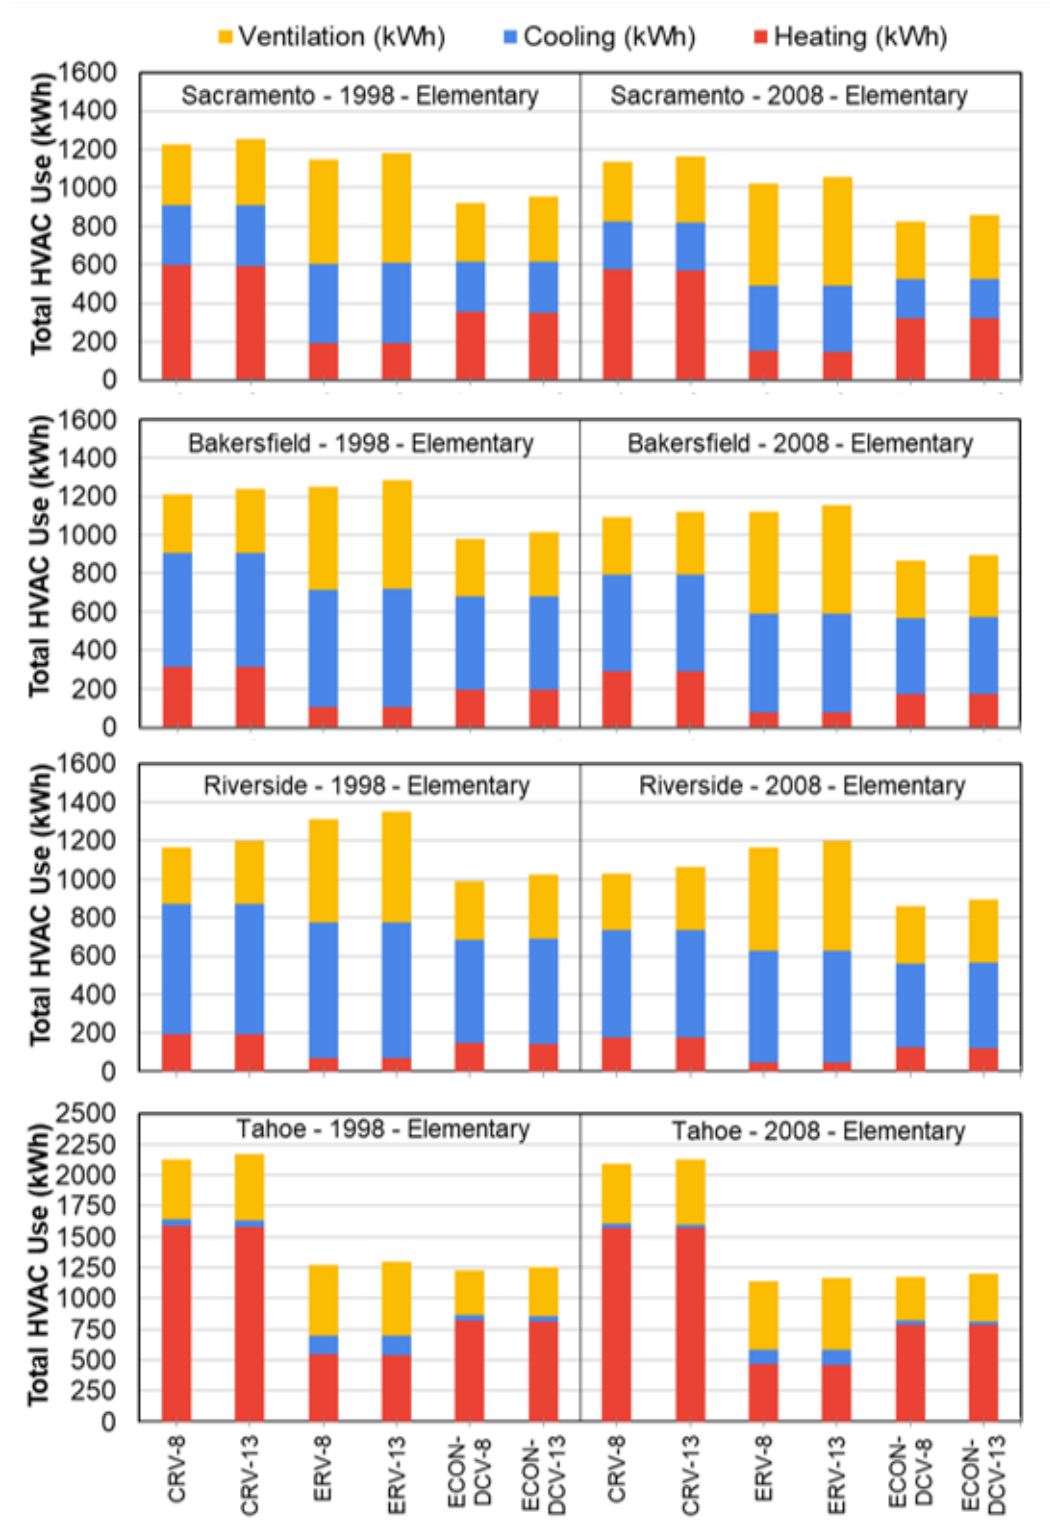 Ventilation (kWh) Cooling (kWh) Heating (kWh)
Total HVAC Use (kWh)
1600
1400
1200
1000
800
600
400
200
0
Sacramento - 1998 - Elementary
Sacramento - 2008 - Elementary
Total HVAC Use (kWh)
1600
1400
1200
1000
800
600
400
200
0
Bakersfield - 1998 - Elementary
Bakersfield - 2008 - Elementary
Total HVAC Use (kWh)
1600
1400
1200
1000
800
600
400
200
0
Riverside - 1998 - Elementary
Riverside - 2008 - Elementary
Total HVAC Use (kWh)
2500
2250
2000
1750
1500
1250
1000
750
500
250
0
Tahoe - 1998 - Elementary
Tahoe - 2008 - Elementary
CRV-8
CRV-13
ERV-8
ERV-13
ECON-
DCV-8
ECON-
DCV-13
CRV-8
CRV-13
ERV-8
ERV-13
ECON-
DCV-8
ECON-
DCV-13